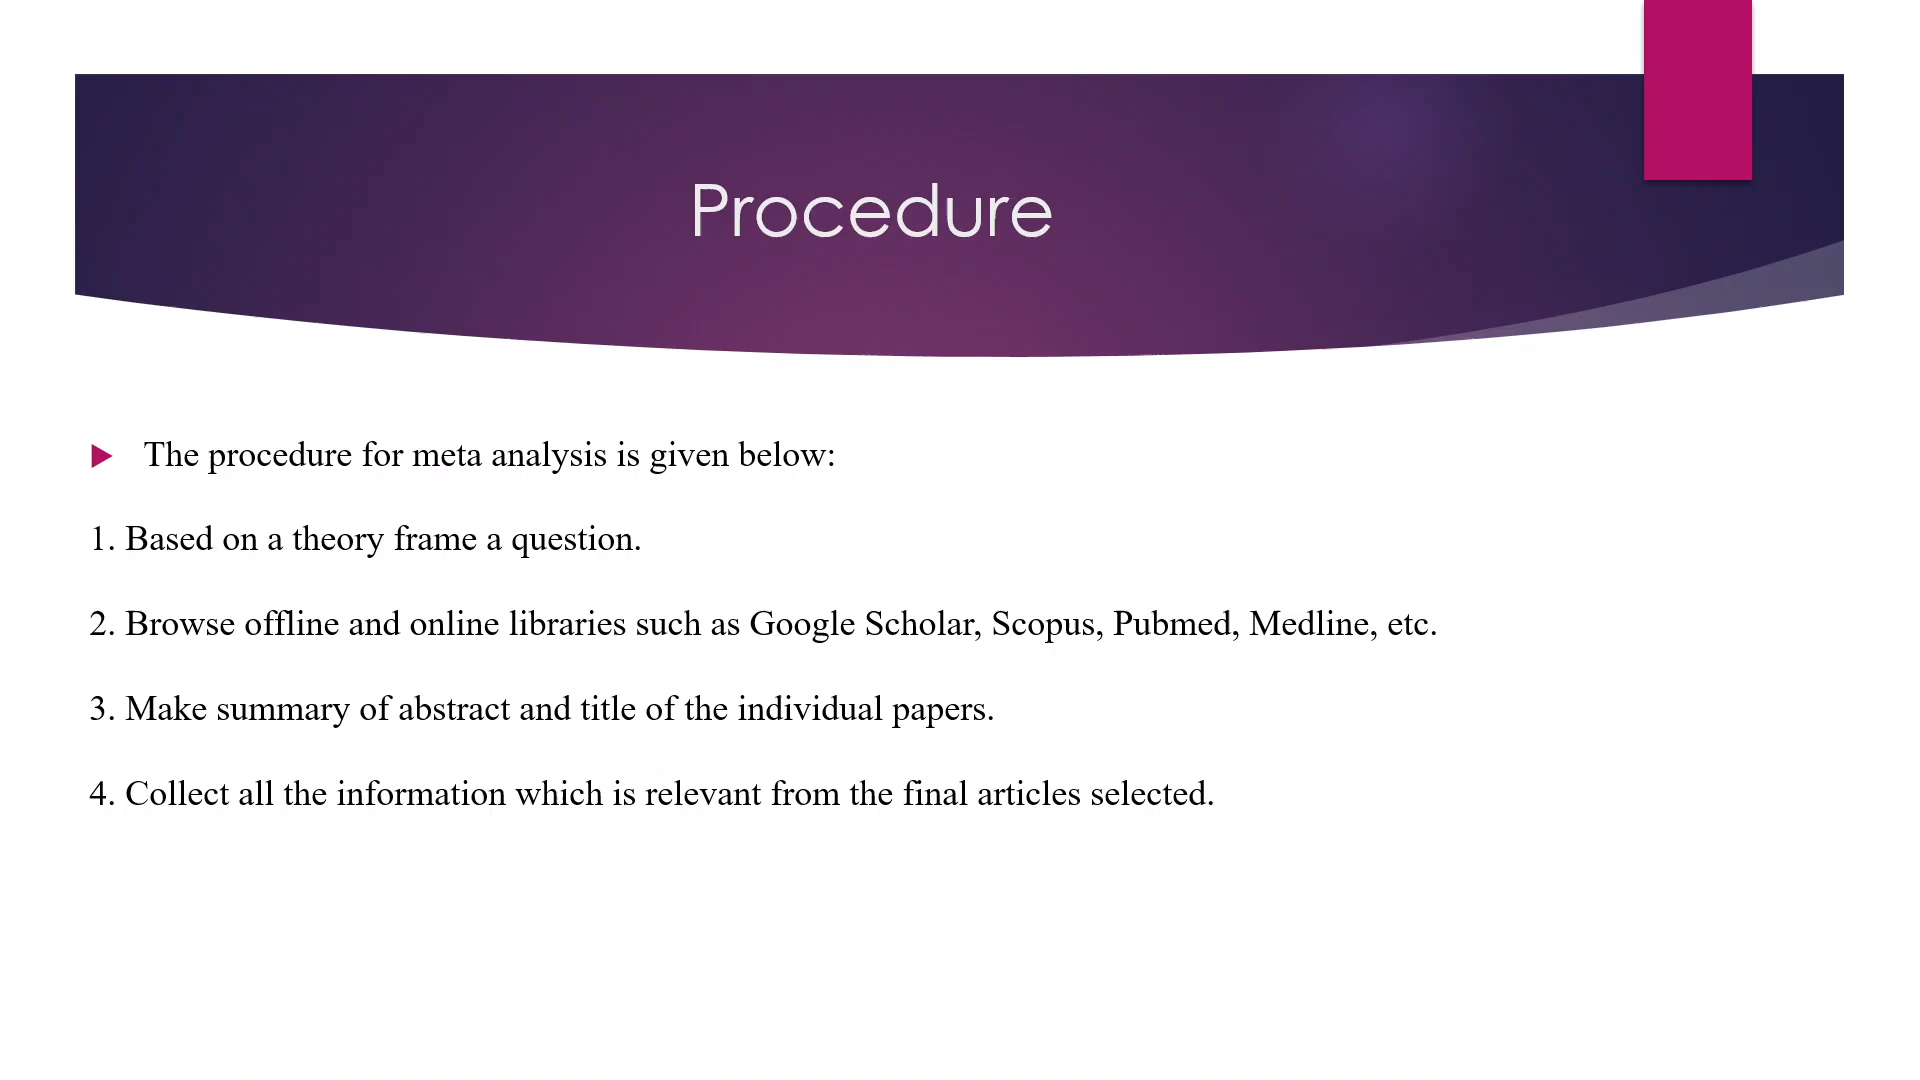 Procedure
The procedure for meta analysis is given below:
1. Based on a theory frame a question.
2. Browse offline and online libraries such as Google Scholar, Scopus, Pubmed, Medline, etc.
3. Make summary of abstract and title of the individual papers.
4. Collect all the information which is relevant from the final articles selected.